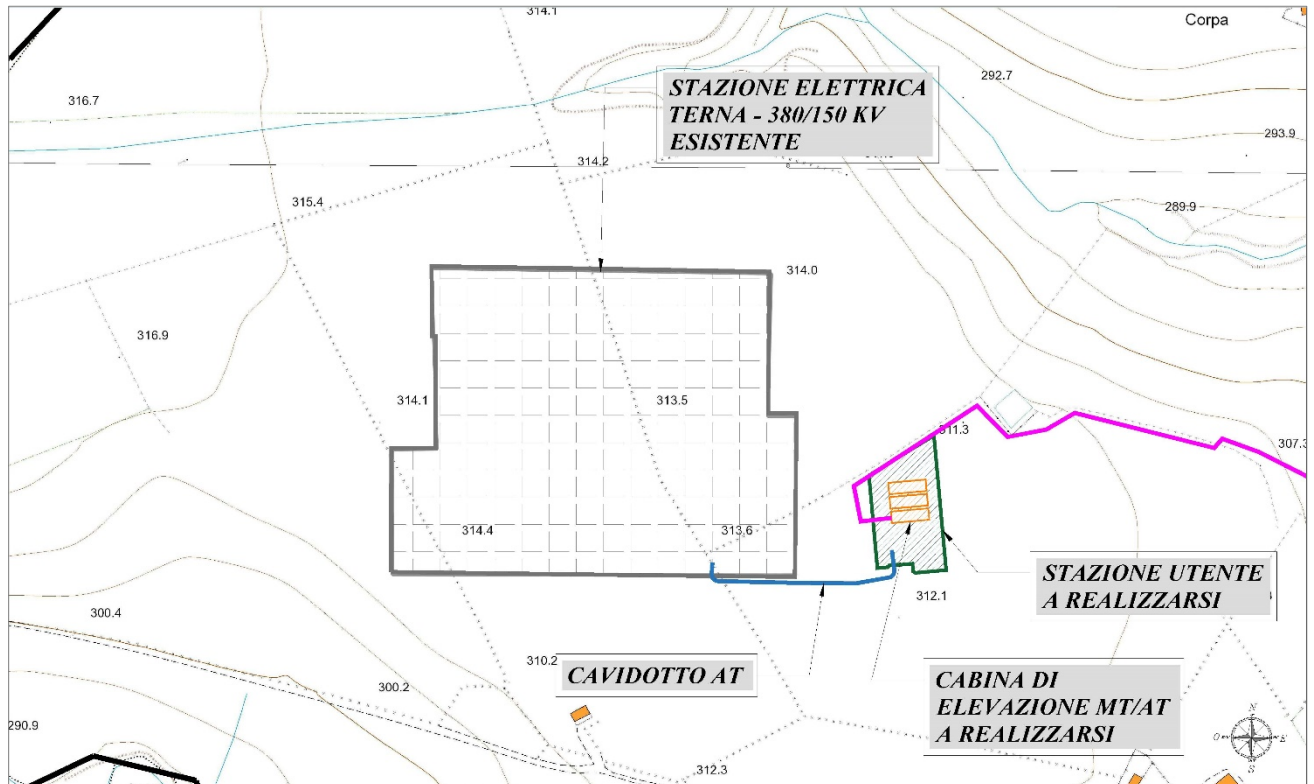 314.1
Corpa
316.7
STAZIONE ELETTRICA
TERNA - 380/150 KV
ESISTENTE
292.7
293.9
314.2
315.4
289.9
314.0
316.9
314.1
313.5
311.3
307.3
314.4
313.6
STAZIONE UTENTE
A REALIZZARSI
312.1
300.4
310.2
CAVIDOTTO AT
300.2
CABINA DI
ELEVAZIONE MT/AT
A REALIZZARSI
290.9
312.3
N
O
E
S